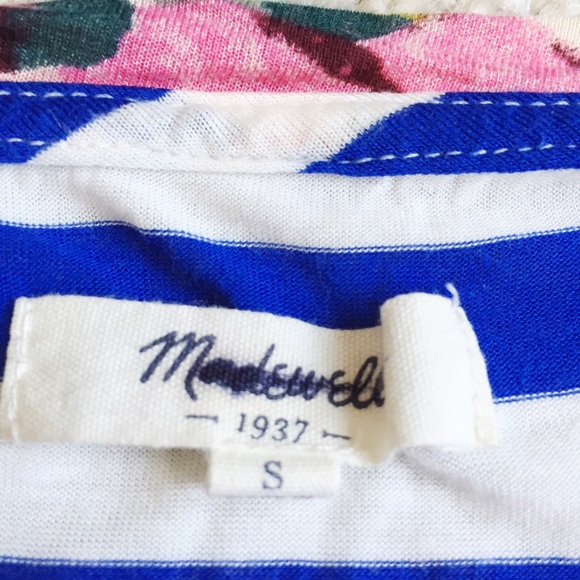 Madewell
— 1937 —
S